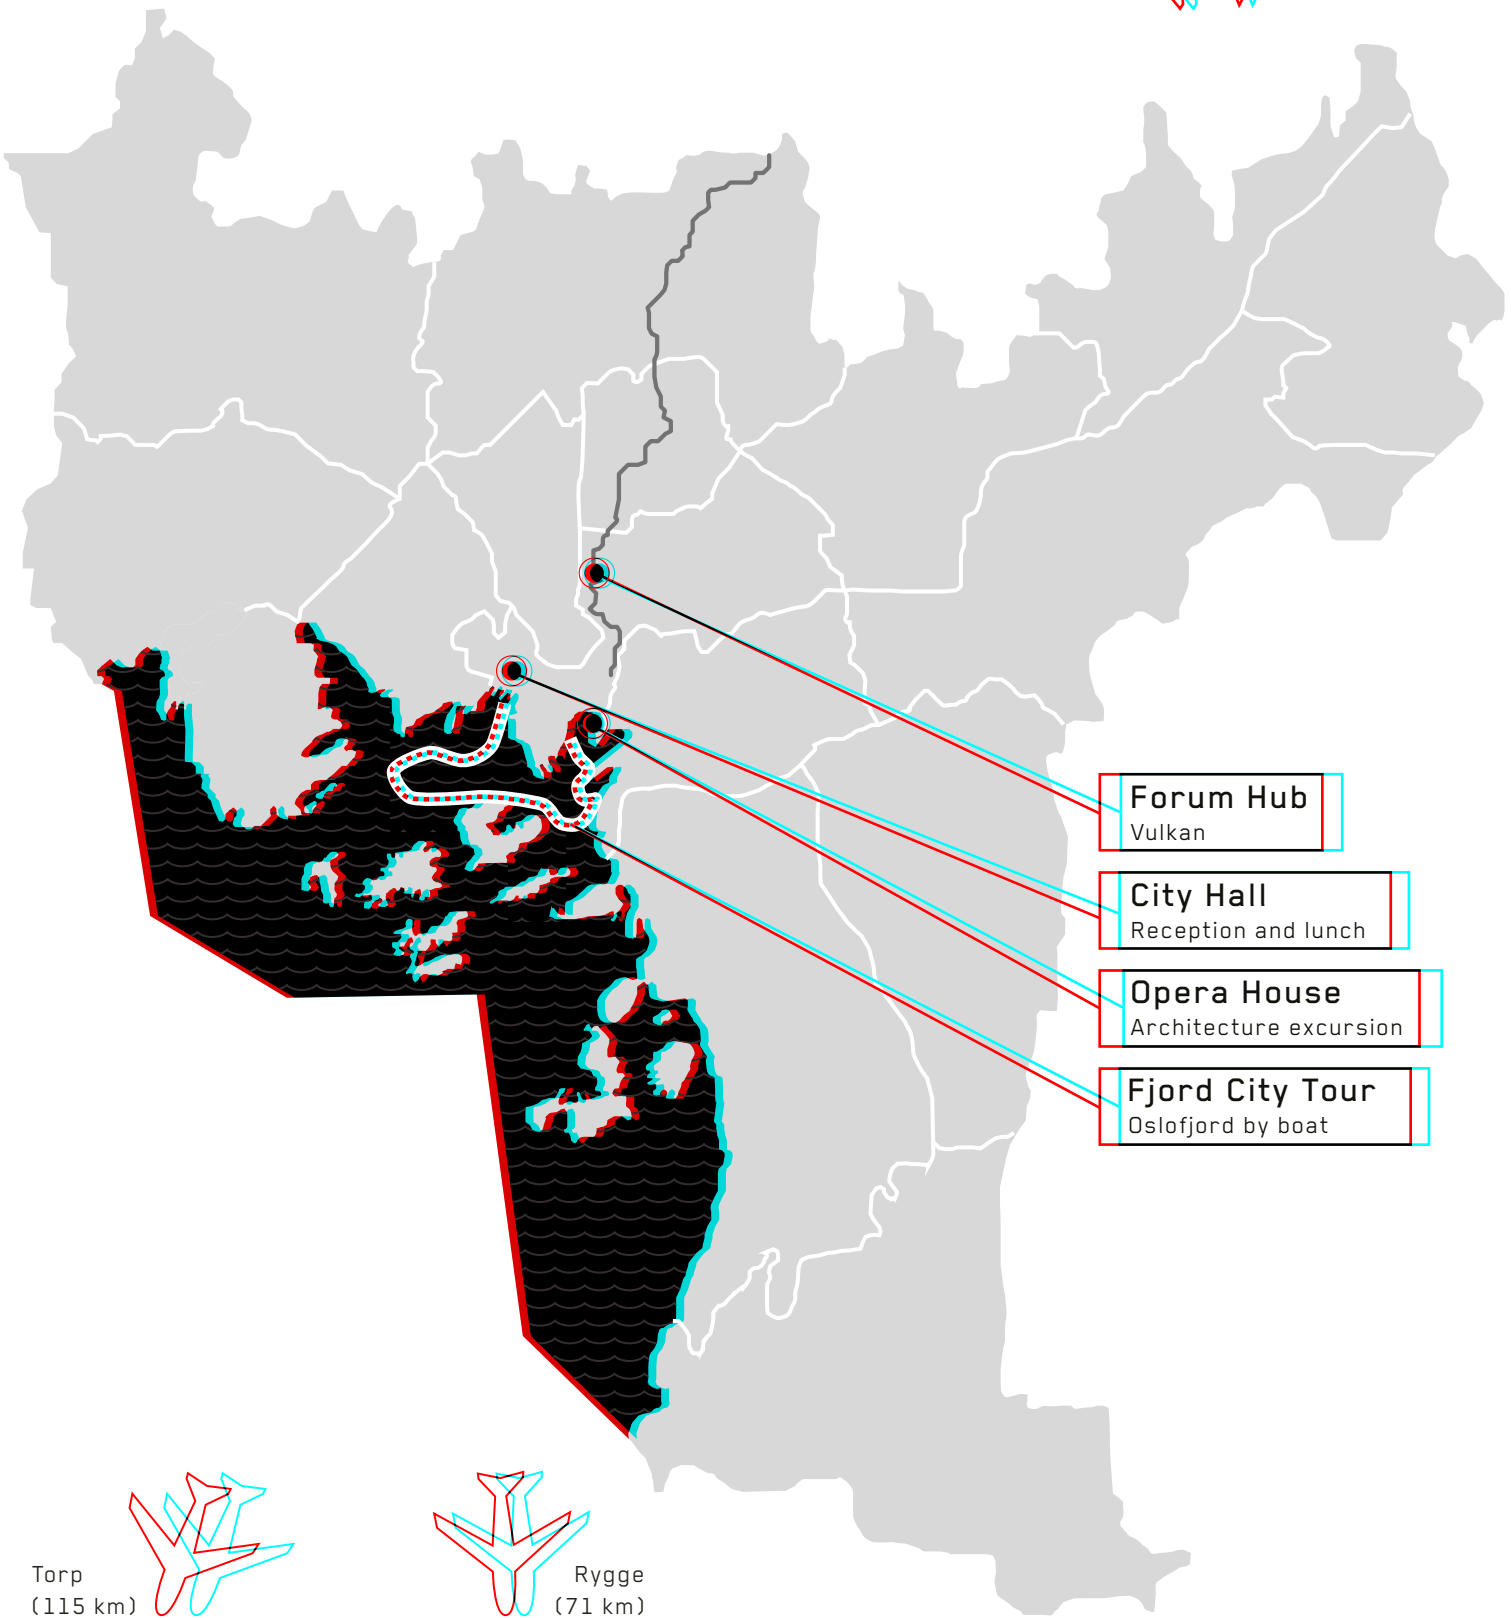 Forum Hub
Vulkan
City Hall
Reception and lunch
Opera House
Architecture excursion
Fjord City Tour
Oslofjord by boat
Torp
(115 km)
Rygge
(71 km)